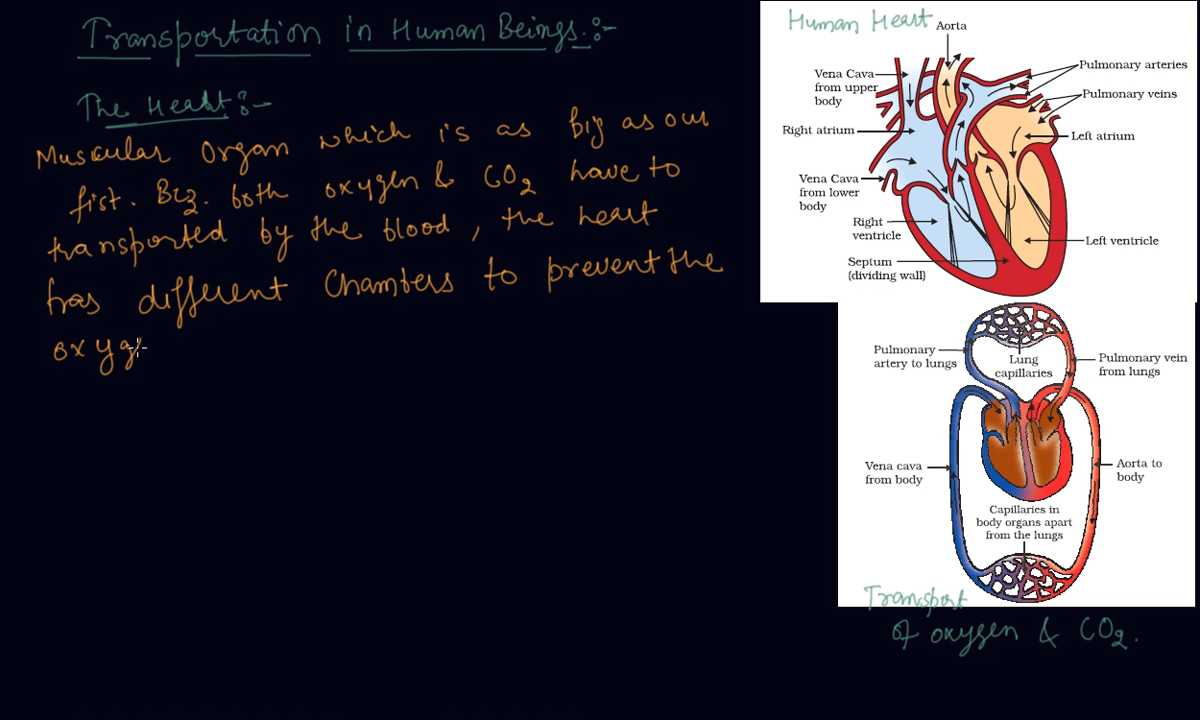 Transportation in Human Beings :-
The Heart :-
Muscular Organ which is as big as our
fist. Bcz. both oxygen & CO2 have to
transported by the blood, the heart
has different Chambers to prevent the
oxyg
Human Heart
Aorta
Vena Cava
from upper
body
Right atrium
Vena Cava
from lower
body
Right
ventricle
Septum
(dividing wall)
Pulmonary arteries
Pulmonary veins
Left atrium
Left ventricle
Pulmonary
artery to lungs
Lung
capillaries
Pulmonary vein
from lungs
Vena cava
from body
Aorta to
body
Capillaries in
body organs apart
from the lungs
Transport
of oxygen & CO2.